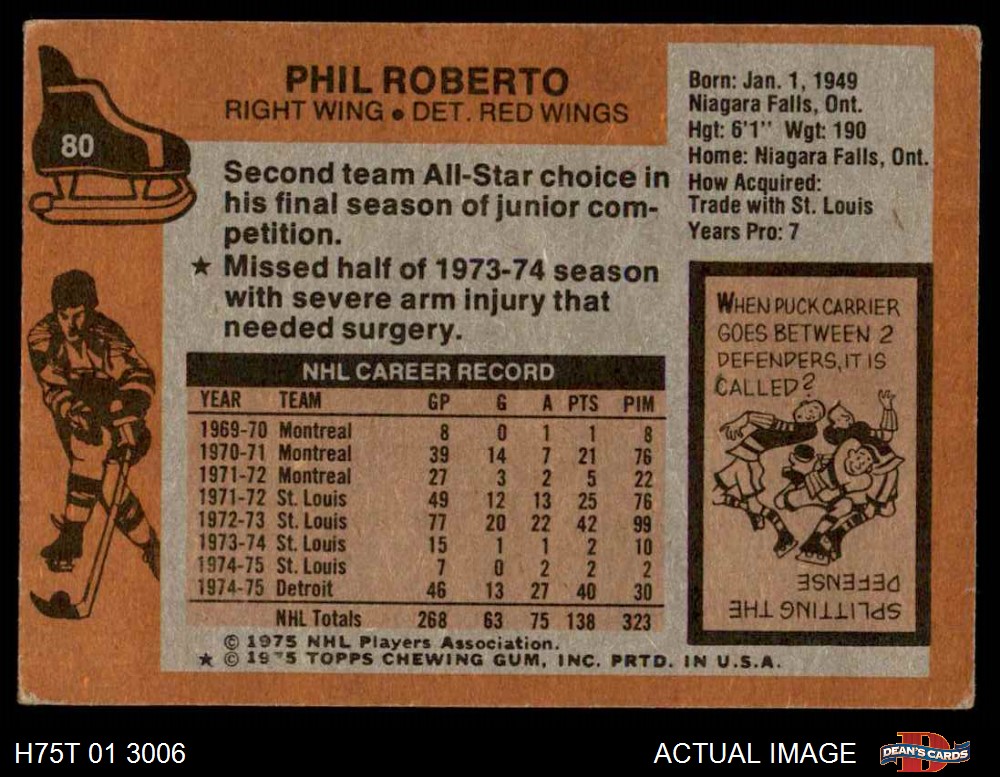 80
PHIL ROBERTO
RIGHT WING • DET. RED WINGS
Born: Jan. 1, 1949
Niagara Falls, Ont.
Hgt: 6'1" Wgt: 190
Home: Niagara Falls, Ont.
How Acquired:
Trade with St. Louis
Years Pro: 7
Second team All-Star choice in
his final season of junior com-
petition.
★ Missed half of 1973-74 season
with severe arm injury that
needed surgery.
NHL CAREER RECORD
YEAR TEAM GP G A PTS PIM
1969-70 Montreal 8 0 1 1 8
1970-71 Montreal 39 14 7 21 76
1971-72 Montreal 27 3 2 5 22
1971-72 St. Louis 49 12 13 25 76
1972-73 St. Louis 77 20 22 42 99
1973-74 St. Louis 15 1 1 2 10
1974-75 St. Louis 7 0 2 2 2
1974-75 Detroit 46 13 27 40 30
NHL Totals 268 63 75 138 323
© 1975 NHL Players Association.
★ © 1975 TOPPS CHEWING GUM, INC. PRTD. IN U.S.A.
WHEN PUCK CARRIER
GOES BETWEEN 2
DEFENDERS, IT IS
CALLED?
SPLITTING THE
DEFENSE
H75T 01 3006
ACTUAL IMAGE
D
DEAN'S CARDS